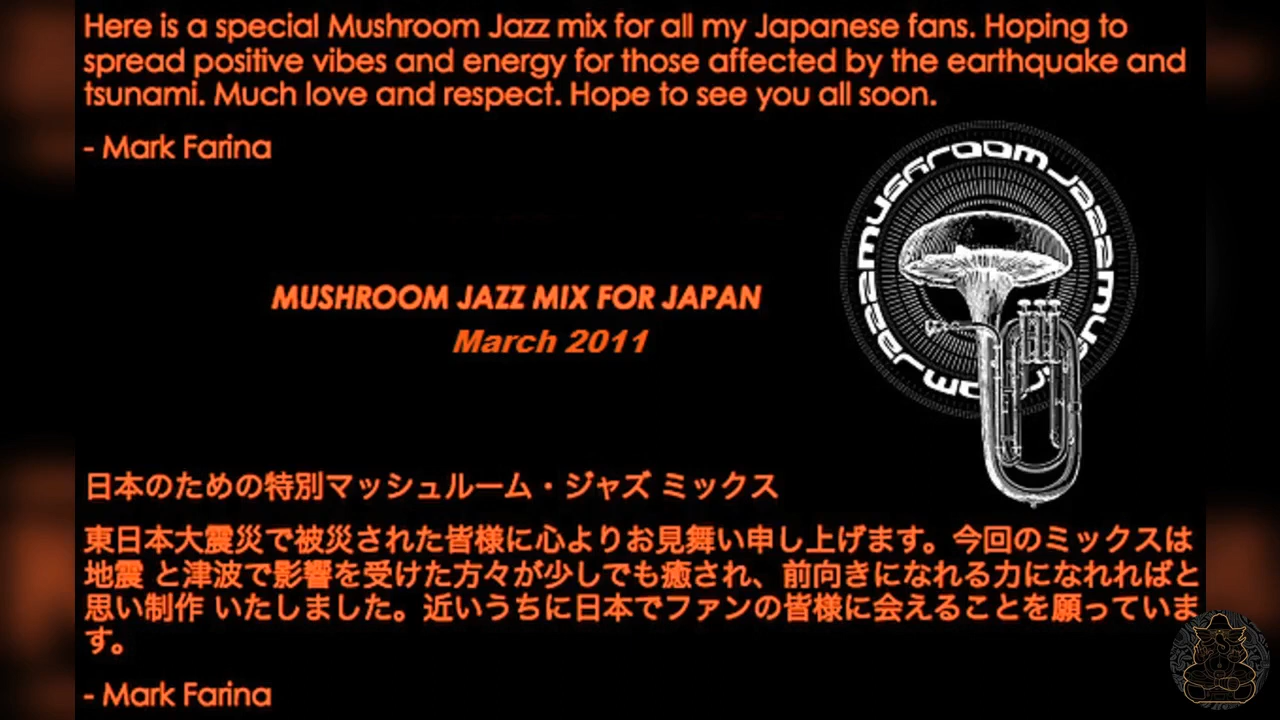 Here is a special Mushroom Jazz mix for all my Japanese fans. Hoping to
spread positive vibes and energy for those affected by the earthquake and
tsunami. Much love and respect. Hope to see you all soon.
- Mark Farina
mushroom Jazz mushroom Jazz
MUSHROOM JAZZ MIX FOR JAPAN
March 2011
日本のための特別マッシュルーム・ジャズ ミックス
東日本大震災で被災された皆様に心よりお見舞い申し上げます。今回のミックスは
地震 と津波で影響を受けた方々が少しでも癒され、前向きになれる力になれればと
思い制作 いたしました。近いうちに日本でファンの皆様に会えることを願っていま
す。
- Mark Farina